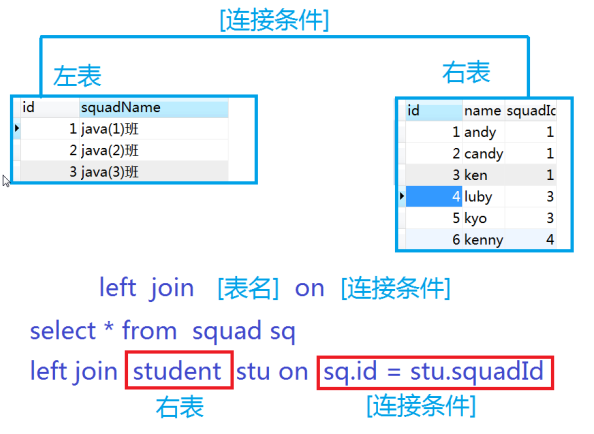 [连接条件]
左表
右表
id squadName
1 java(1)班
2 java(2)班
3 java(3)班
id name squadId
1 andy 1
2 candy 1
3 ken 1
4 luby 3
5 kyo 3
6 kenny 4
left join [表名] on [连接条件]
select * from squad sq
left join student stu on sq.id = stu.squadId
右表 [连接条件]